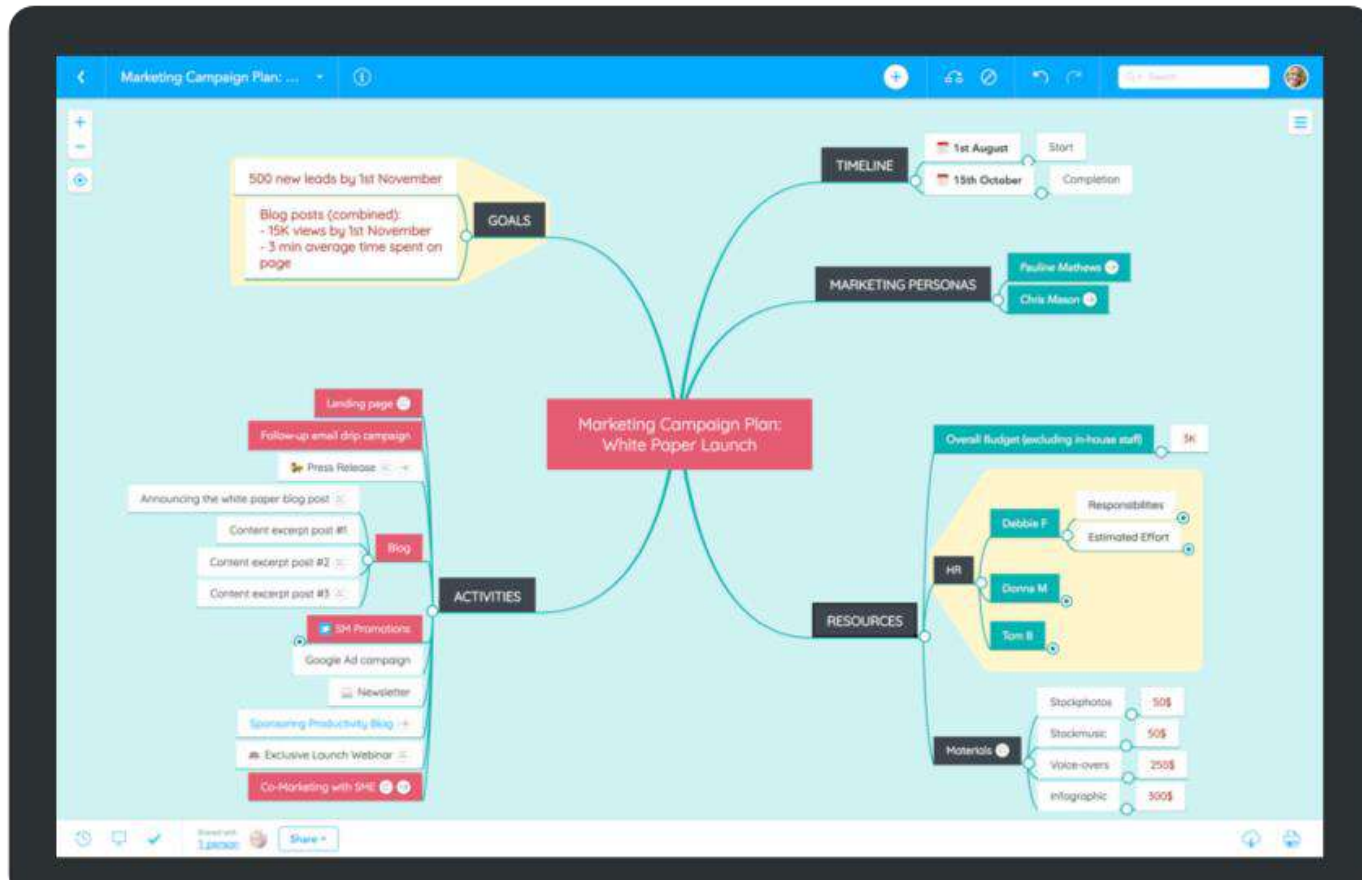 Marketing Campaign Plan: ...
Search
500 new leads by 1st November
Blog posts (combined):
- 15K views by 1st November
- 3 min average time spent on
page
GOALS
TIMELINE
1st August
Start
15th October
Completion
MARKETING PERSONAS
Pauline Mathews
Chris Mason
Marketing Campaign Plan:
White Paper Launch
Landing page
Follow-up email drip campaign
Press Release
Announcing the white paper blog post
Content excerpt post #1
Content excerpt post #2
Content excerpt post #3
Blog
ACTIVITIES
SM Promotions
Google Ad campaign
Newsletter
Sponsoring Productivity Blog
Exclusive Launch Webinar
Co-Marketing with SME
RESOURCES
Overall Budget (excluding in-house staff)
HR
Debbie F
Responsibilities
Estimated Effort
Donna M
Tom B
Materials
Stockphotos
50$
Stockmusic
50$
Voice-overs
Infographic
300$
Shared with
1 person
Share